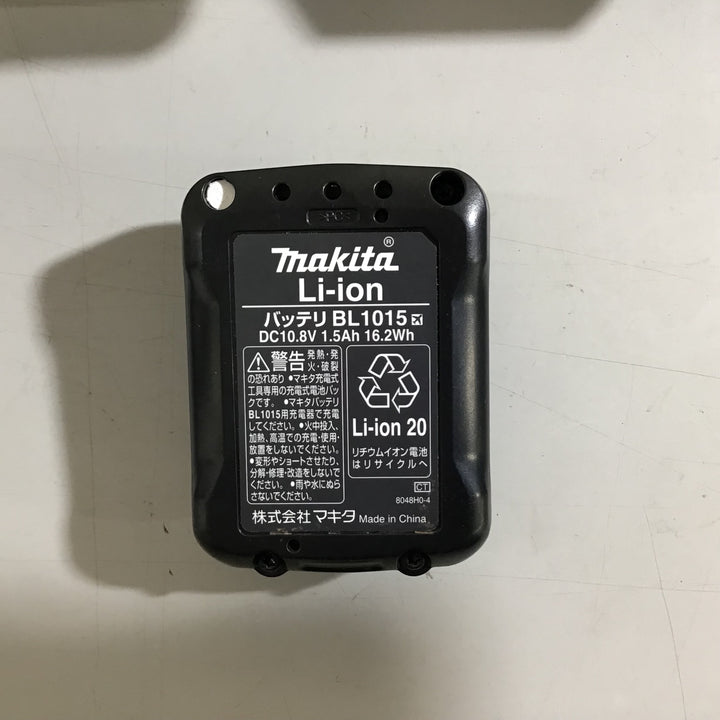 3PCS
makita®
Li-ion
バッテリ BL1015
DC10.8V 1.5Ah 16.2Wh
警告 発熱・発
火・破裂
の恐れあり ●マキタ充電式
工具専用の充電式電池パッ
クです。 ●マキタバッテリ
BL1015用充電器で充電
してください。●火中投入、
加熱、高温での充電・使用・
放置をしないでください。
●変形やショートさせたり、
分解・修理・改造をしないで
ください。●雨や水にぬら
さないでください。
Li-ion 20
リチウムイオン電池
はリサイクルへ
CT
8048H0-4
株式会社マキタ Made in China